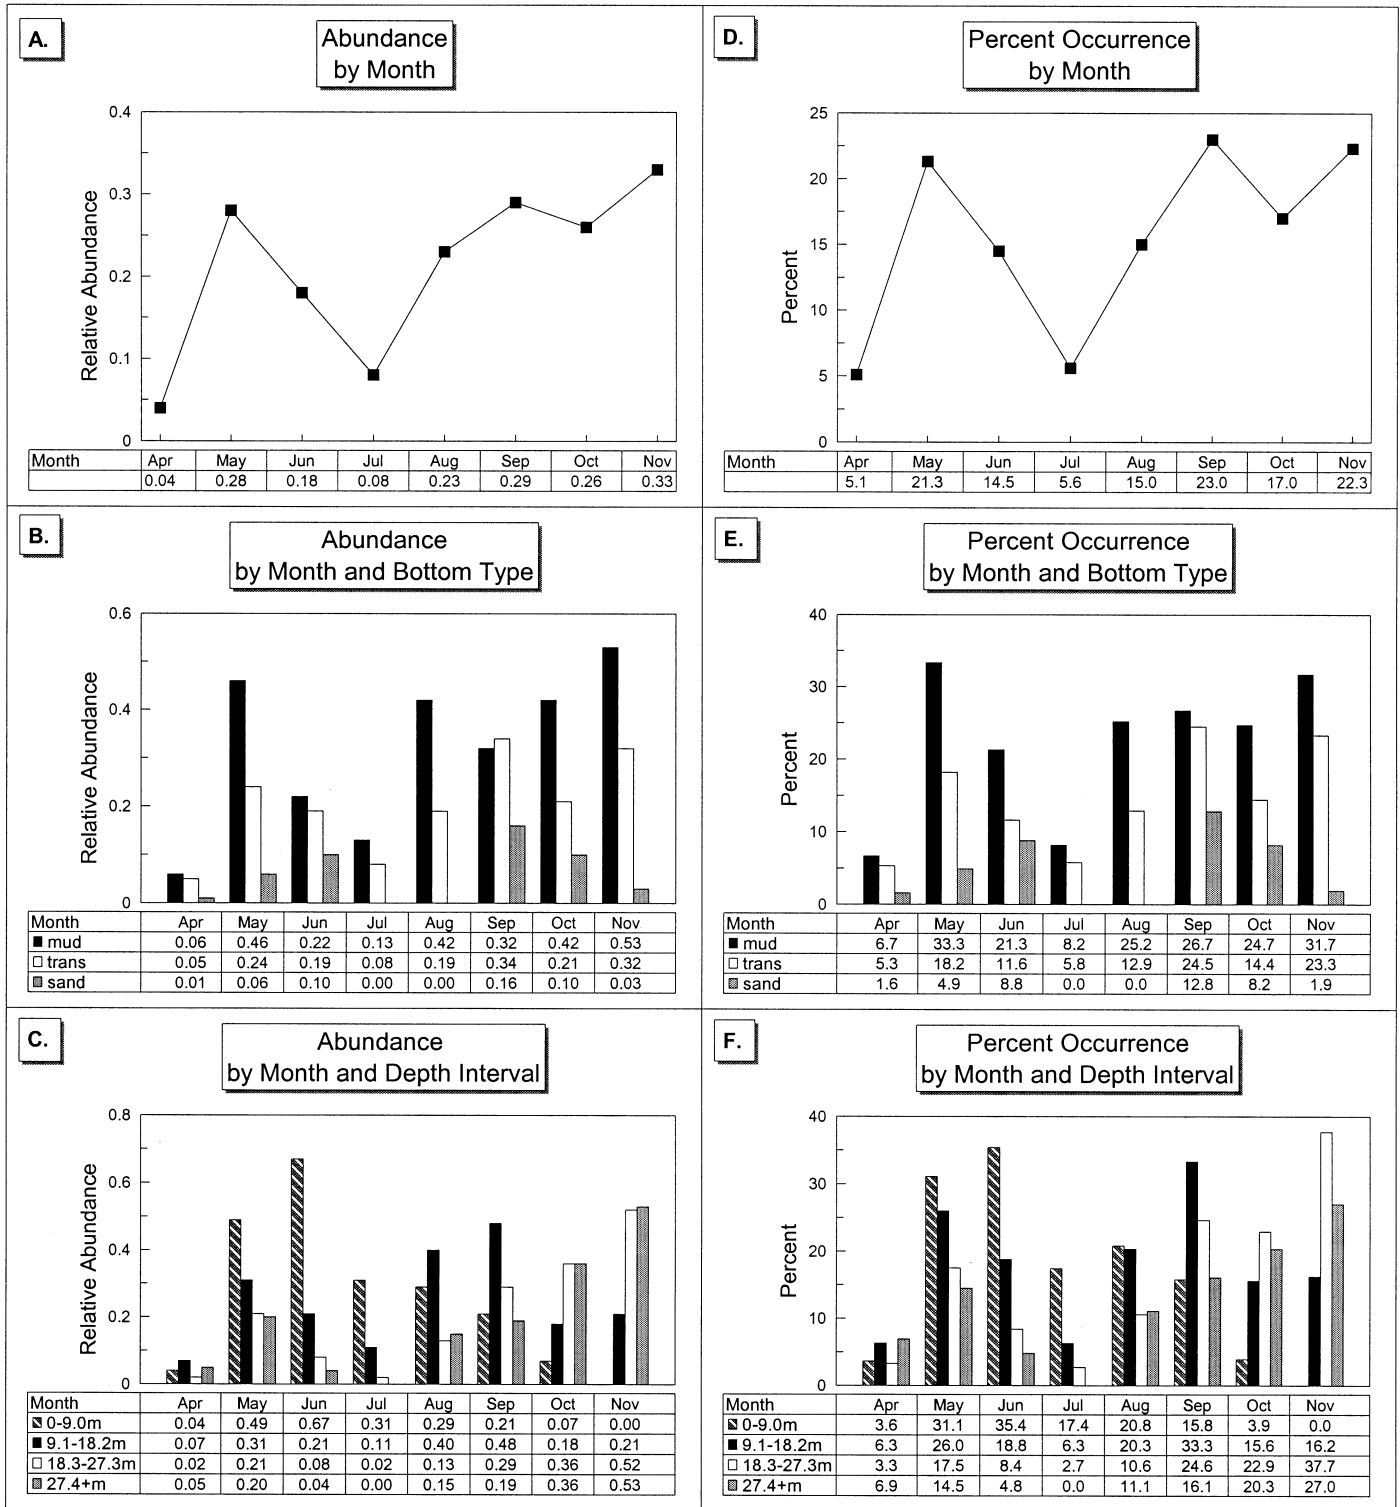 A.
Abundance
by Month
0.4
0.3
0.2
0.1
0
Relative Abundance
Month Apr May Jun Jul Aug Sep Oct Nov
0.04 0.28 0.18 0.08 0.23 0.29 0.26 0.33
D.
Percent Occurrence
by Month
25
20
15
10
5
0
Percent
Month Apr May Jun Jul Aug Sep Oct Nov
5.1 21.3 14.5 5.6 15.0 23.0 17.0 22.3
B.
Abundance
by Month and Bottom Type
0.6
0.4
0.2
0
Relative Abundance
Month Apr May Jun Jul Aug Sep Oct Nov
mud 0.06 0.46 0.22 0.13 0.42 0.32 0.42 0.53
trans 0.05 0.24 0.19 0.08 0.19 0.34 0.21 0.32
sand 0.01 0.06 0.10 0.00 0.00 0.16 0.10 0.03
E.
Percent Occurrence
by Month and Bottom Type
40
30
20
10
0
Percent
Month Apr May Jun Jul Aug Sep Oct Nov
mud 6.7 33.3 21.3 8.2 25.2 26.7 24.7 31.7
trans 5.3 18.2 11.6 5.8 12.9 24.5 14.4 23.3
sand 1.6 4.9 8.8 0.0 0.0 12.8 8.2 1.9
C.
Abundance
by Month and Depth Interval
0.8
0.6
0.4
0.2
0
Relative Abundance
Month Apr May Jun Jul Aug Sep Oct Nov
0-9.0m 0.04 0.49 0.67 0.31 0.29 0.21 0.07 0.00
9.1-18.2m 0.07 0.31 0.21 0.11 0.40 0.48 0.18 0.21
18.3-27.3m 0.02 0.21 0.08 0.02 0.13 0.29 0.36 0.52
27.4+m 0.05 0.20 0.04 0.00 0.15 0.19 0.36 0.53
F.
Percent Occurrence
by Month and Depth Interval
40
30
20
10
0
Percent
Month Apr May Jun Jul Aug Sep Oct Nov
0-9.0m 3.6 31.1 35.4 17.4 20.8 15.8 3.9 0.0
9.1-18.2m 6.3 26.0 18.8 6.3 20.3 33.3 15.6 16.2
18.3-27.3m 3.3 17.5 8.4 2.7 10.6 24.6 22.9 37.7
27.4+m 6.9 14.5 4.8 0.0 11.1 16.1 20.3 27.0